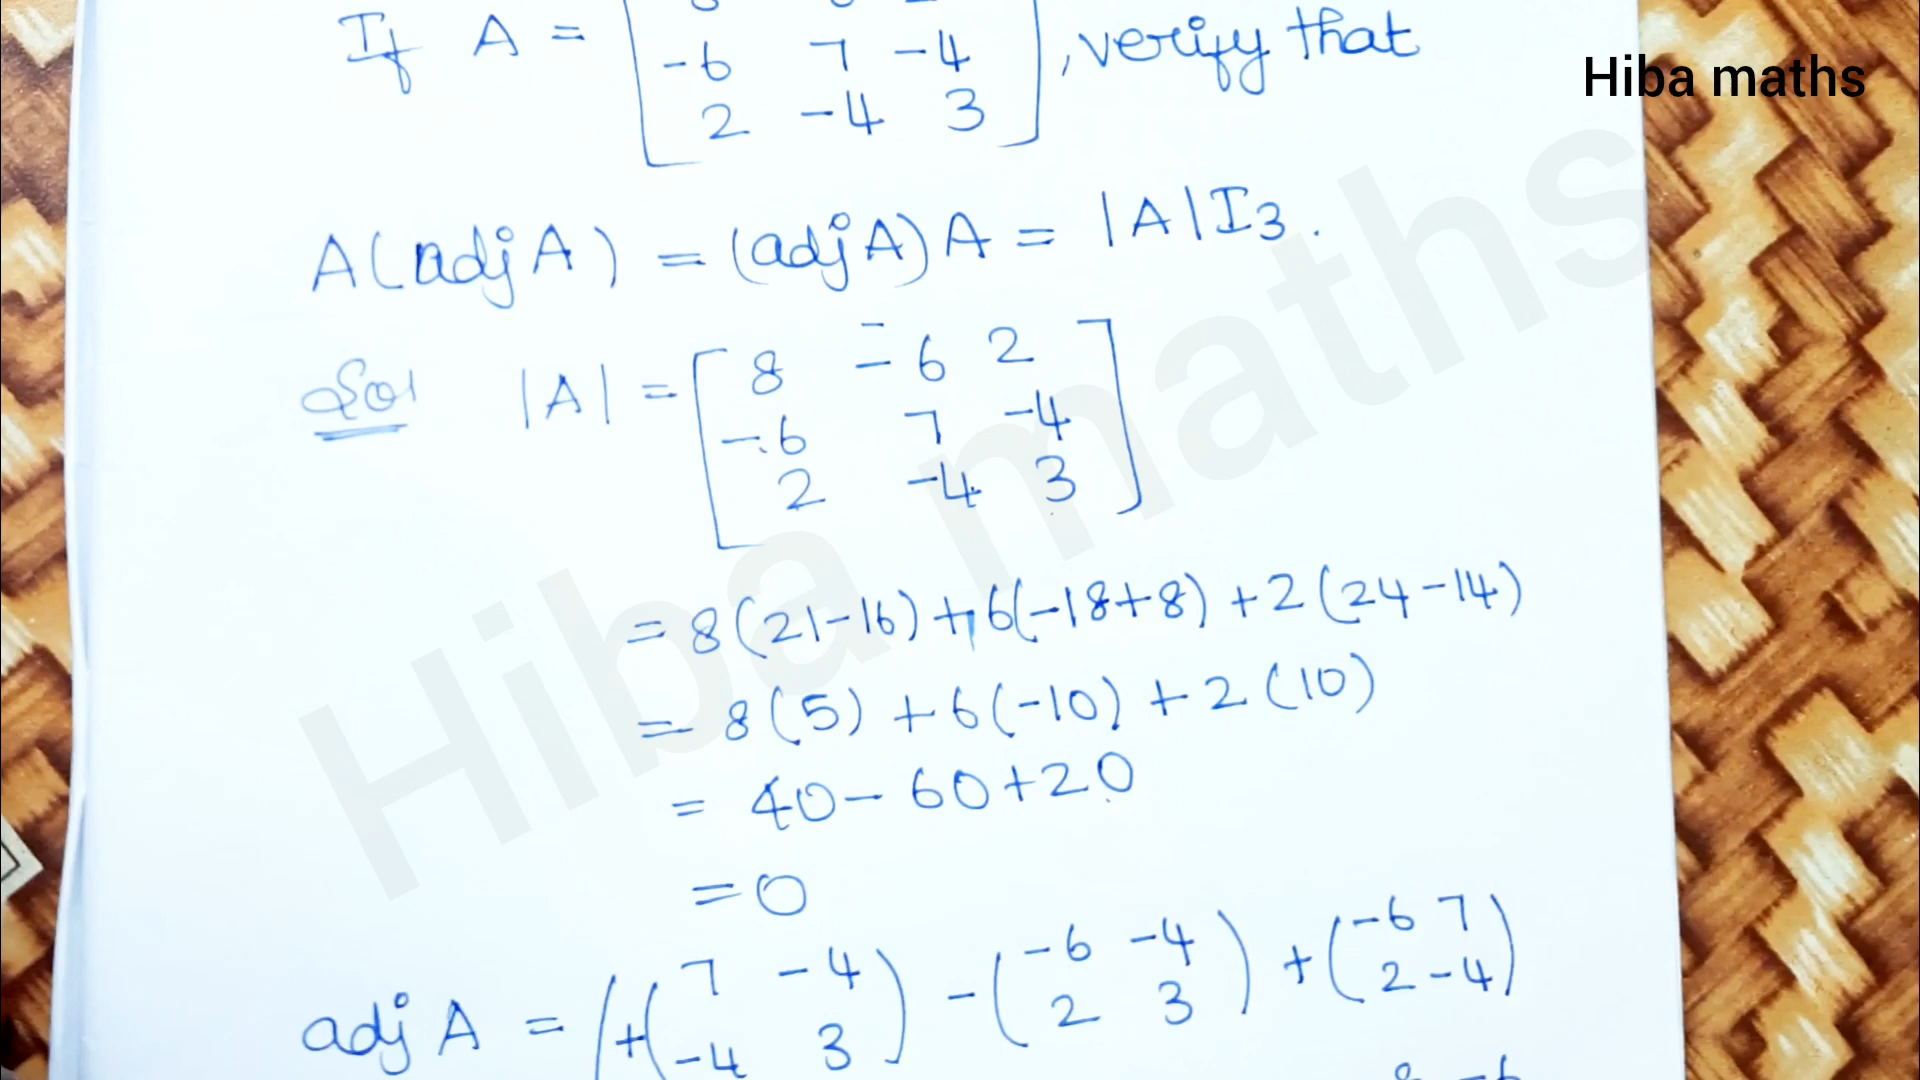 If A = [ -6 7 -4 , verify that
2 -4 3 ]
Hiba maths
A(adj A) = (adj A) A = |A| I3.
Sol |A| = [ 8 -6 2
-6 7 -4
2 -4 3 ]
= 8(21-16) + 6(-18+8) + 2(24-14)
= 8(5) + 6(-10) + 2(10)
= 40 - 60 + 20
= 0
adj A = ( +( 7 -4 ) - ( -6 -4 ) + ( -6 7 )
-4 3 2 3 2 -4
Hiba maths